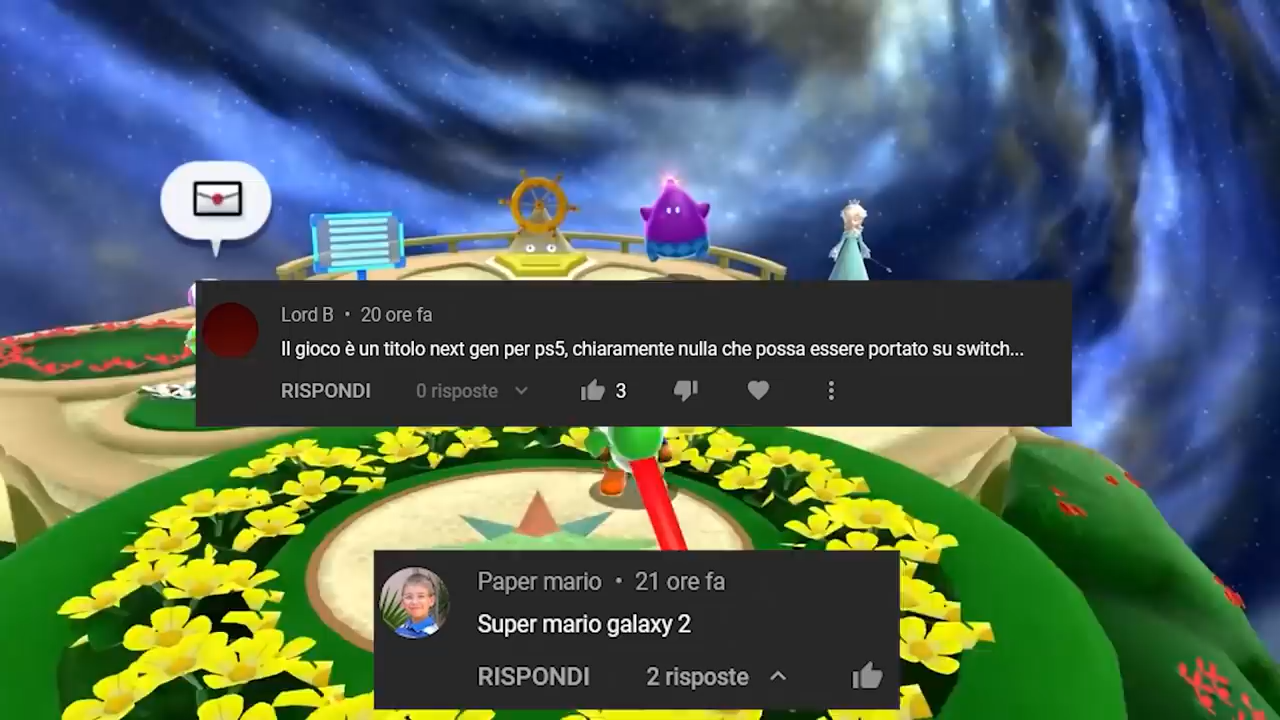 Lord B • 20 ore fa
Il gioco è un titolo next gen per ps5, chiaramente nulla che possa essere portato su switch...
RISPONDI 0 risposte 3
Paper mario • 21 ore fa
Super mario galaxy 2
RISPONDI 2 risposte